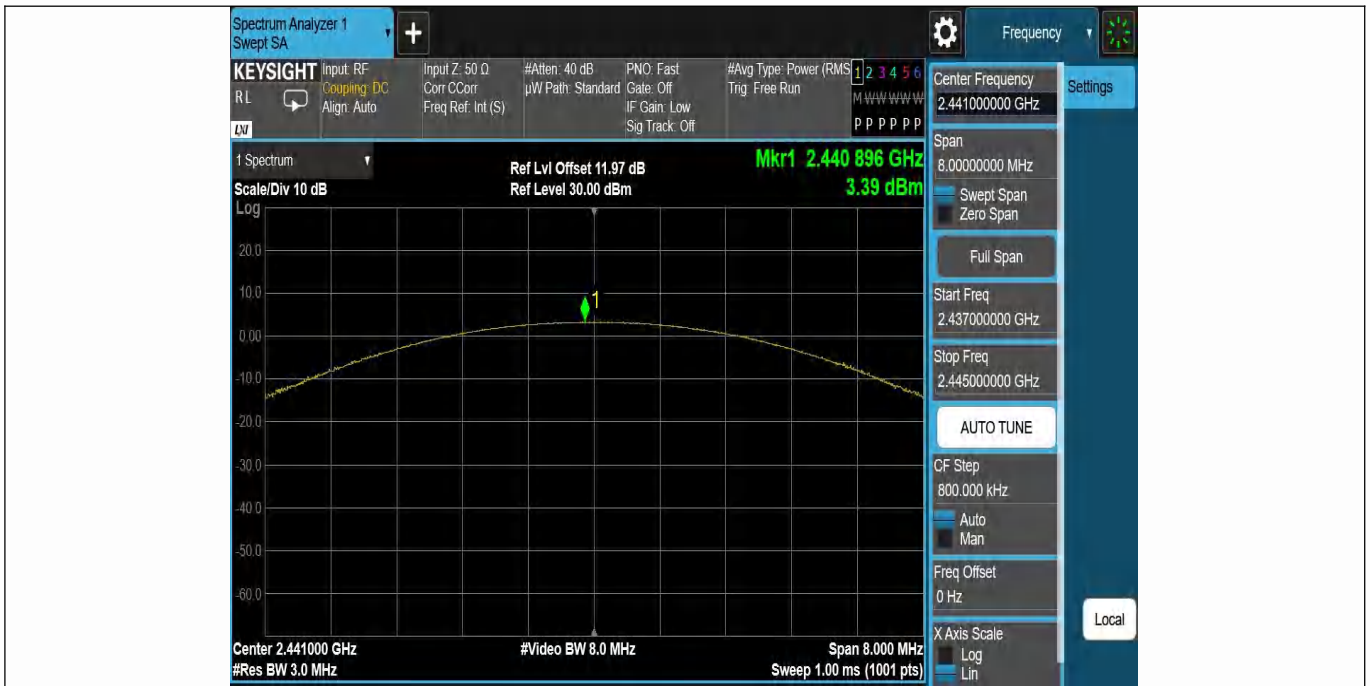 Spectrum Analyzer 1
Swept SA
+
Frequency
KEYSIGHT
RL
LXI
Input: RF
Coupling: DC
Align: Auto
Input Z: 50 Ω
Corr CCorr
Freq Ref: Int (S)
#Atten: 40 dB
µW Path: Standard
PNO: Fast
Gate: Off
IF Gain: Low
Sig Track: Off
#Avg Type: Power (RMS
Trig: Free Run
1 2 3 4 5 6
M W W W W W
P P P P P P
1 Spectrum
Scale/Div 10 dB
Log
Ref Lvl Offset 11.97 dB
Ref Level 30.00 dBm
Mkr1 2.440 896 GHz
3.39 dBm
20.0
10.0
0.00
-10.0
-20.0
-30.0
-40.0
-50.0
-60.0
1
Center 2.441000 GHz
#Res BW 3.0 MHz
#Video BW 8.0 MHz
Span 8.000 MHz
Sweep 1.00 ms (1001 pts)
Center Frequency
2.441000000 GHz
Settings
Span
8.00000000 MHz
Swept Span
Zero Span
Full Span
Start Freq
2.437000000 GHz
Stop Freq
2.445000000 GHz
AUTO TUNE
CF Step
800.000 kHz
Auto
Man
Freq Offset
0 Hz
X Axis Scale
Log
Lin
Local